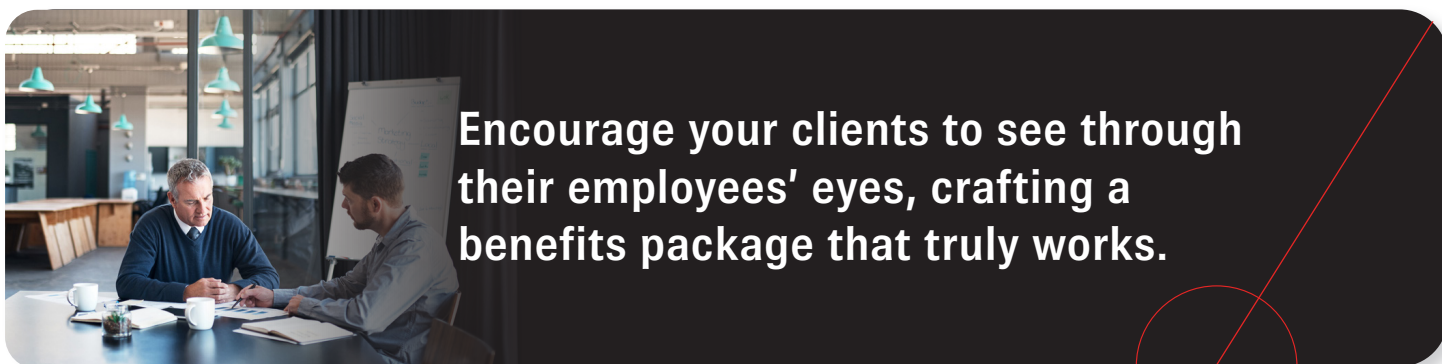 Encourage your clients to see through
their employees’ eyes, crafting a
benefits package that truly works.